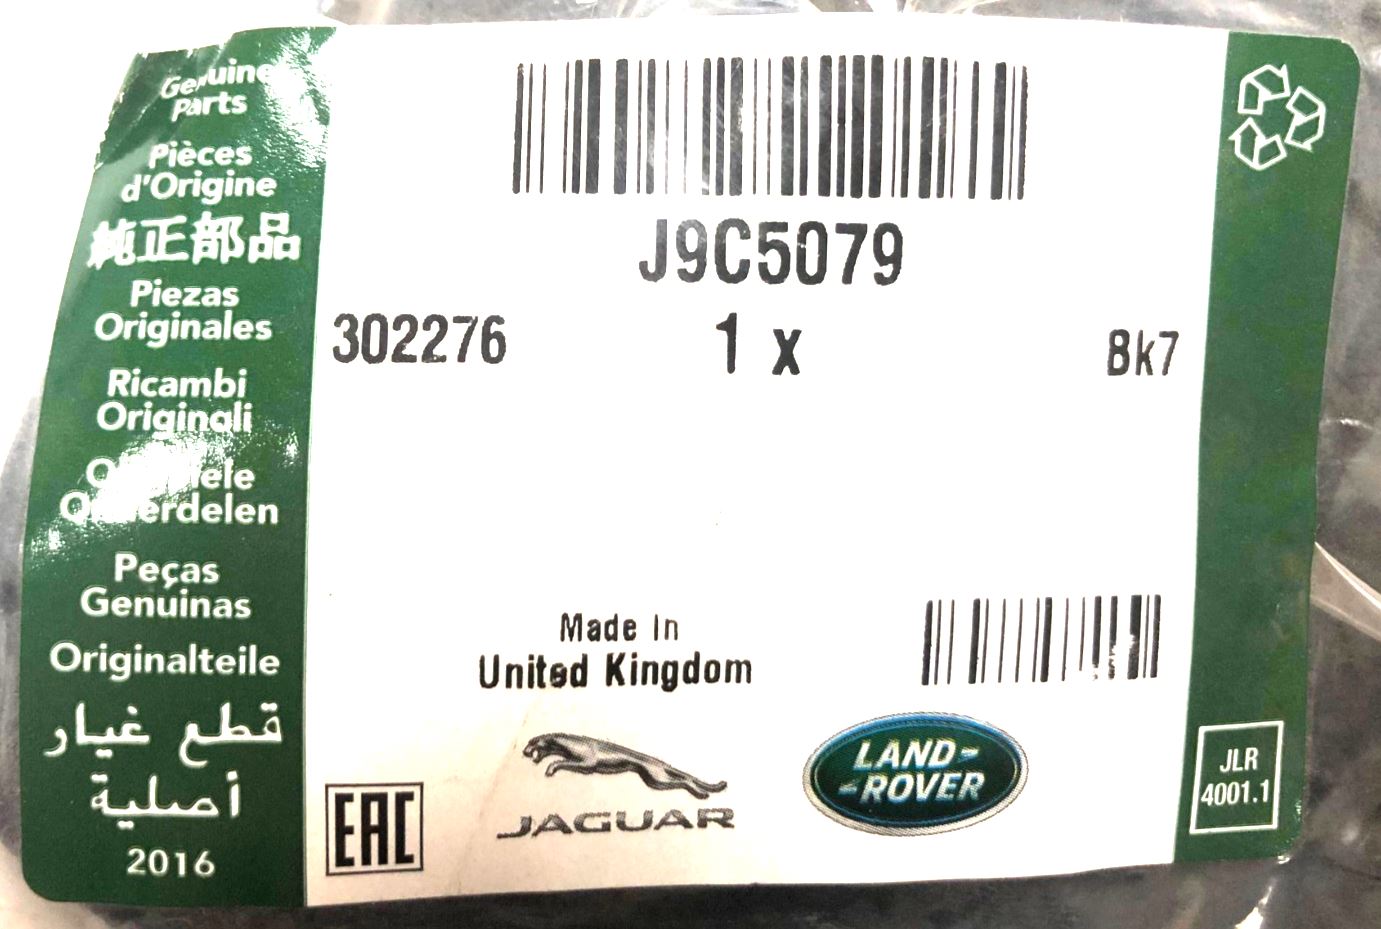 Genuine
Parts
Pièces
d'Origine
純正部品
Piezas
Originales
Ricambi
Originali
Onderdelen
Peças
Genuinas
Originalteile
قطع غيار
أصلية
2016
J9C5079
302276 1 x Bk7
Made In
United Kingdom
EAC
JAGUAR
LAND-
-ROVER
JLR
4001.1